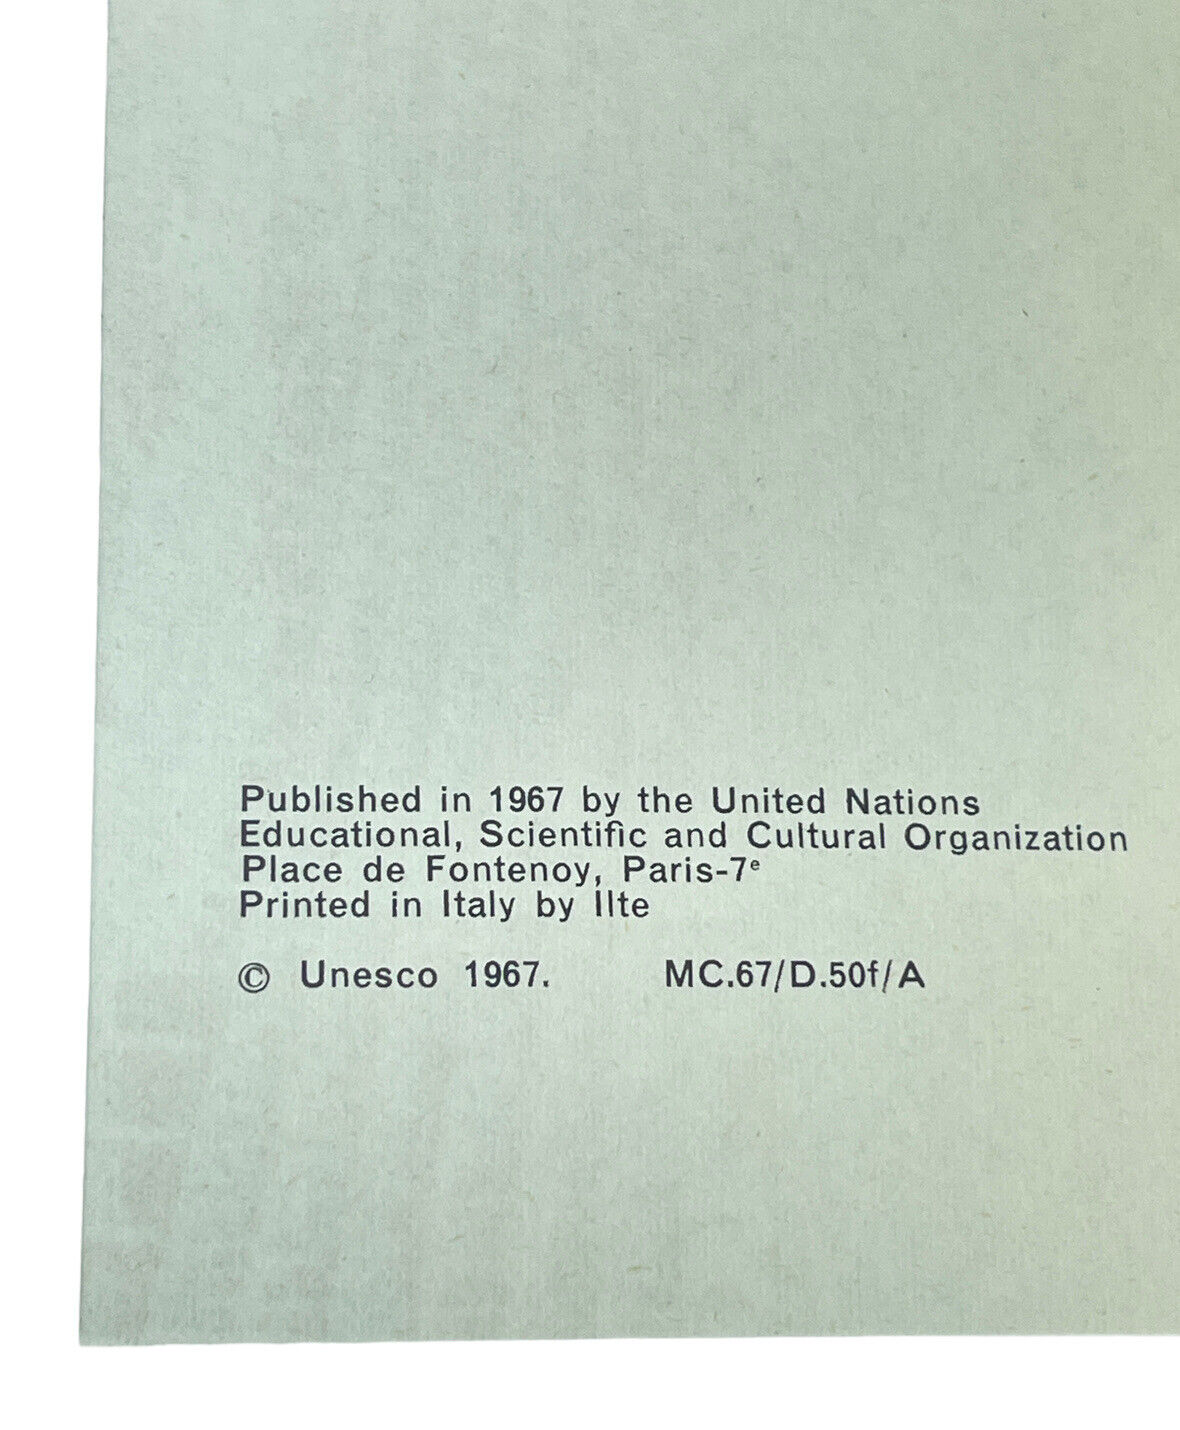 Published in 1967 by the United Nations
Educational, Scientific and Cultural Organization
Place de Fontenoy, Paris-7e
Printed in Italy by Ilte
© Unesco 1967. MC.67/D.50f/A